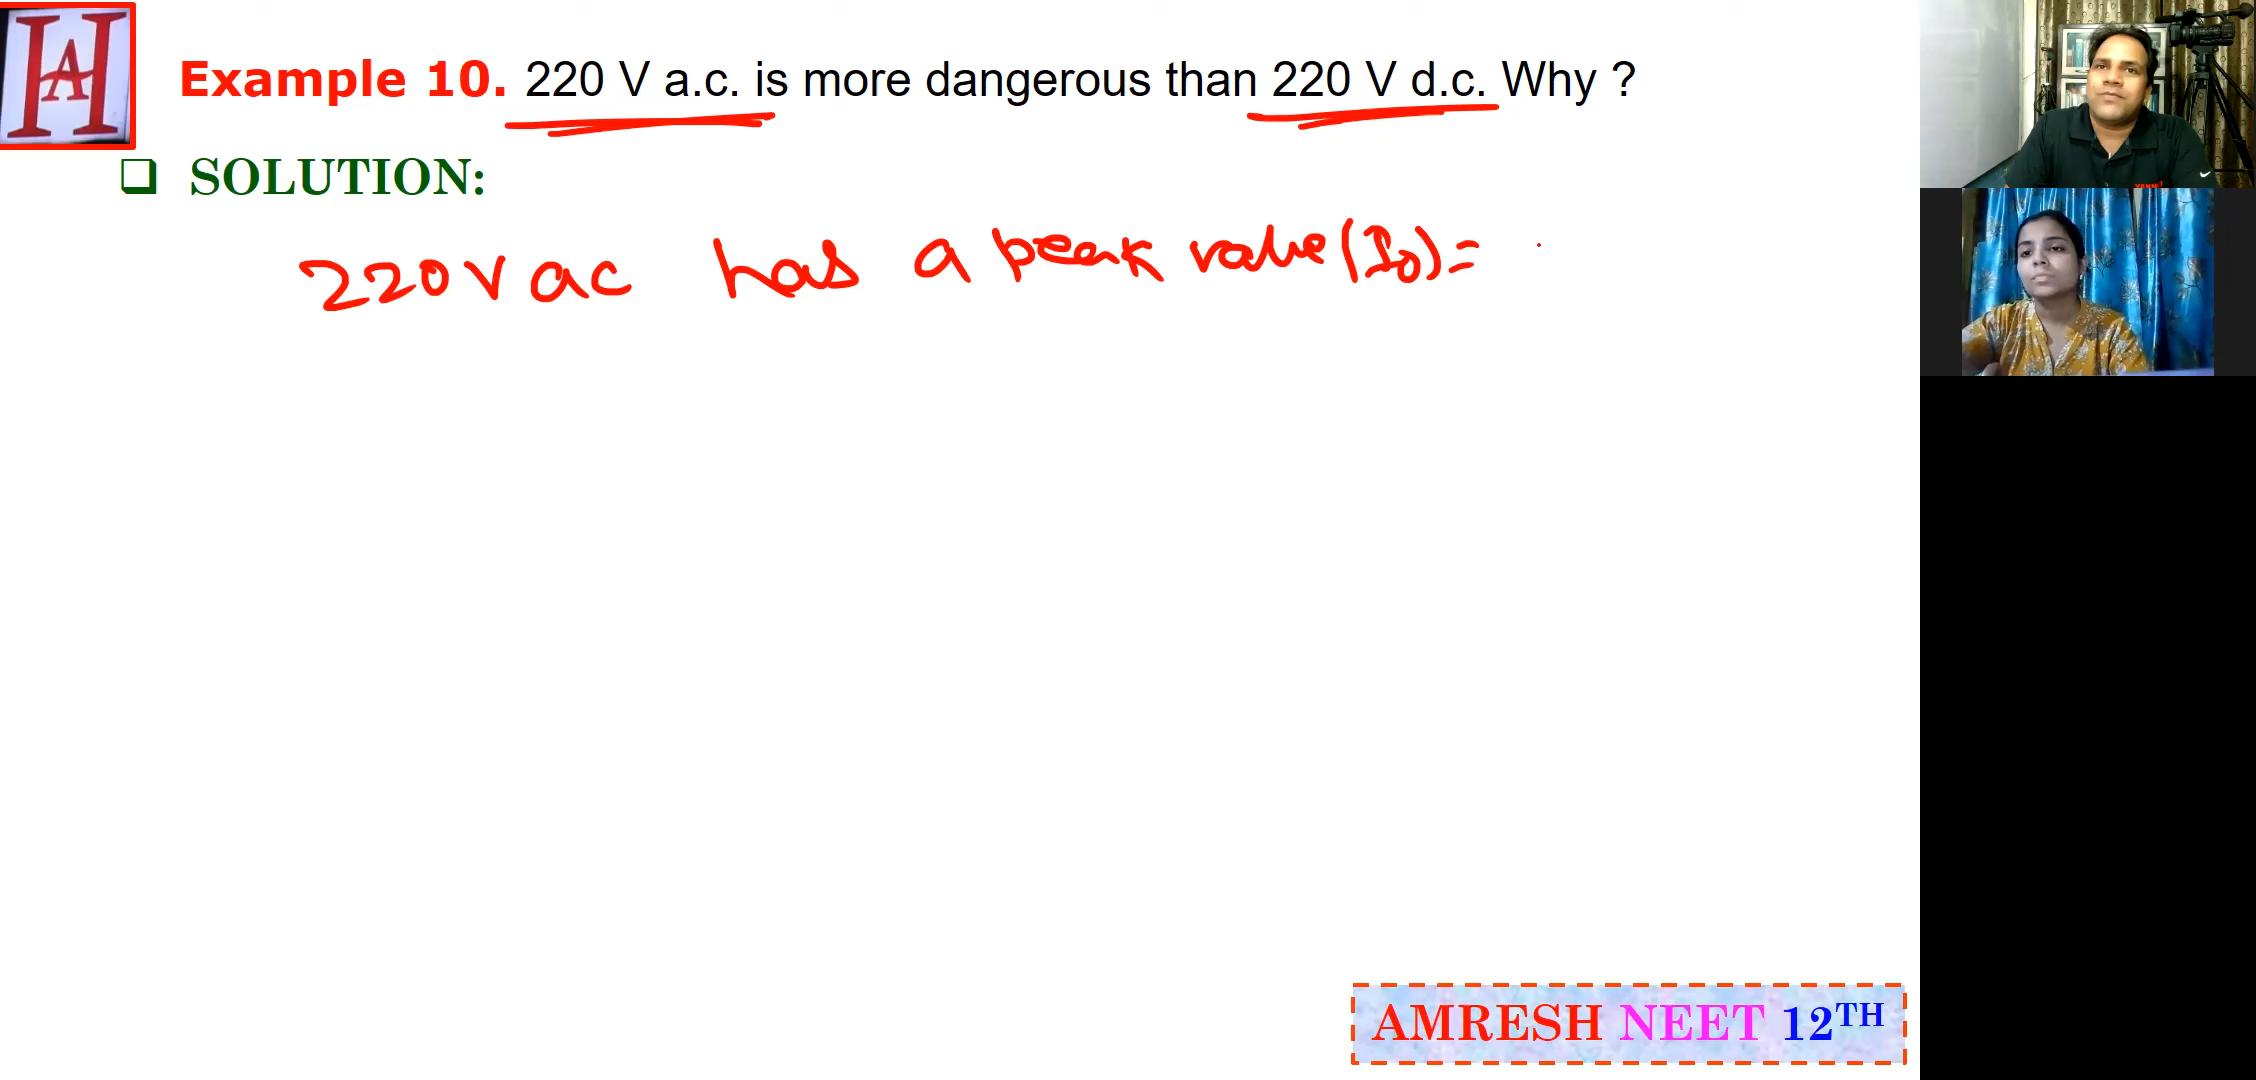 HA
Example 10. 220 V a.c. is more dangerous than 220 V d.c. Why ?
❑ SOLUTION:
220V ac has a peak value (I0) =
AMRESH NEET 12TH